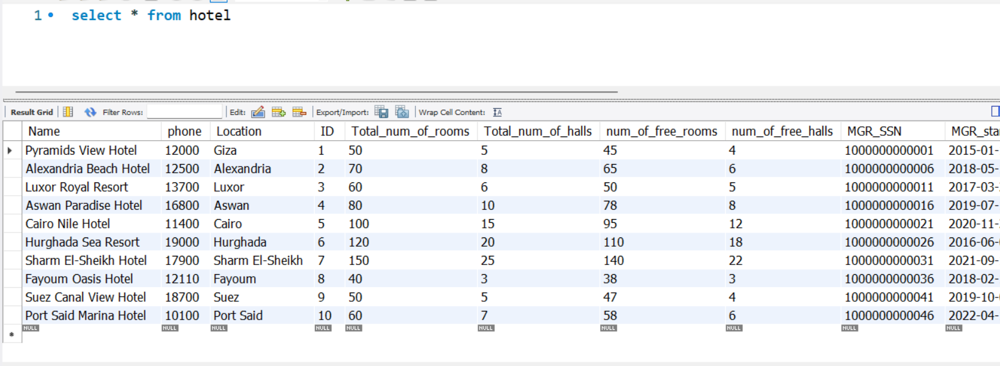 1 select * from hotel
Result Grid Filter Rows: Edit: Export/Import: Wrap Cell Content:
Name phone Location ID Total_num_of_rooms Total_num_of_halls num_of_free_rooms num_of_free_halls MGR_SSN MGR_sta
Pyramids View Hotel 12000 Giza 1 50 5 45 4 1000000000001 2015-01-
Alexandria Beach Hotel 12500 Alexandria 2 70 8 65 6 1000000000006 2018-05-
Luxor Royal Resort 13700 Luxor 3 60 6 50 5 1000000000011 2017-03-
Aswan Paradise Hotel 16800 Aswan 4 80 10 78 8 1000000000016 2019-07-
Cairo Nile Hotel 11400 Cairo 5 100 15 95 12 1000000000021 2020-11-
Hurghada Sea Resort 19000 Hurghada 6 120 20 110 18 1000000000026 2016-06-
Sharm El-Sheikh Hotel 17900 Sharm El-Sheikh 7 150 25 140 22 1000000000031 2021-09-
Fayoum Oasis Hotel 12110 Fayoum 8 40 3 38 3 1000000000036 2018-02-
Suez Canal View Hotel 18700 Suez 9 50 5 47 4 1000000000041 2019-10-
Port Said Marina Hotel 10100 Port Said 10 60 7 58 6 1000000000046 2022-04-
NULL NULL NULL NULL NULL NULL NULL NULL NULL NULL